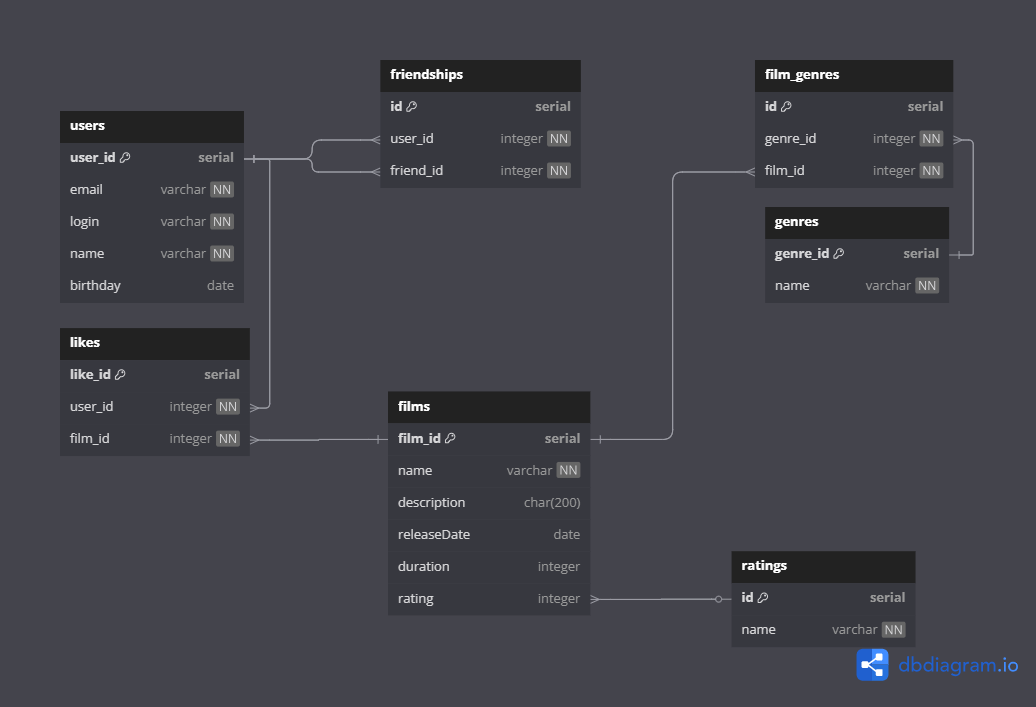 users
user_id serial
email varchar NN
login varchar NN
name varchar NN
birthday date
friendships
id serial
user_id integer NN
friend_id integer NN
film_genres
id serial
genre_id integer NN
film_id integer NN
genres
genre_id serial
name varchar NN
likes
like_id serial
user_id integer NN
film_id integer NN
films
film_id serial
name varchar NN
description char(200)
releaseDate date
duration integer
rating integer
ratings
id serial
name varchar NN
dbdiagram.io